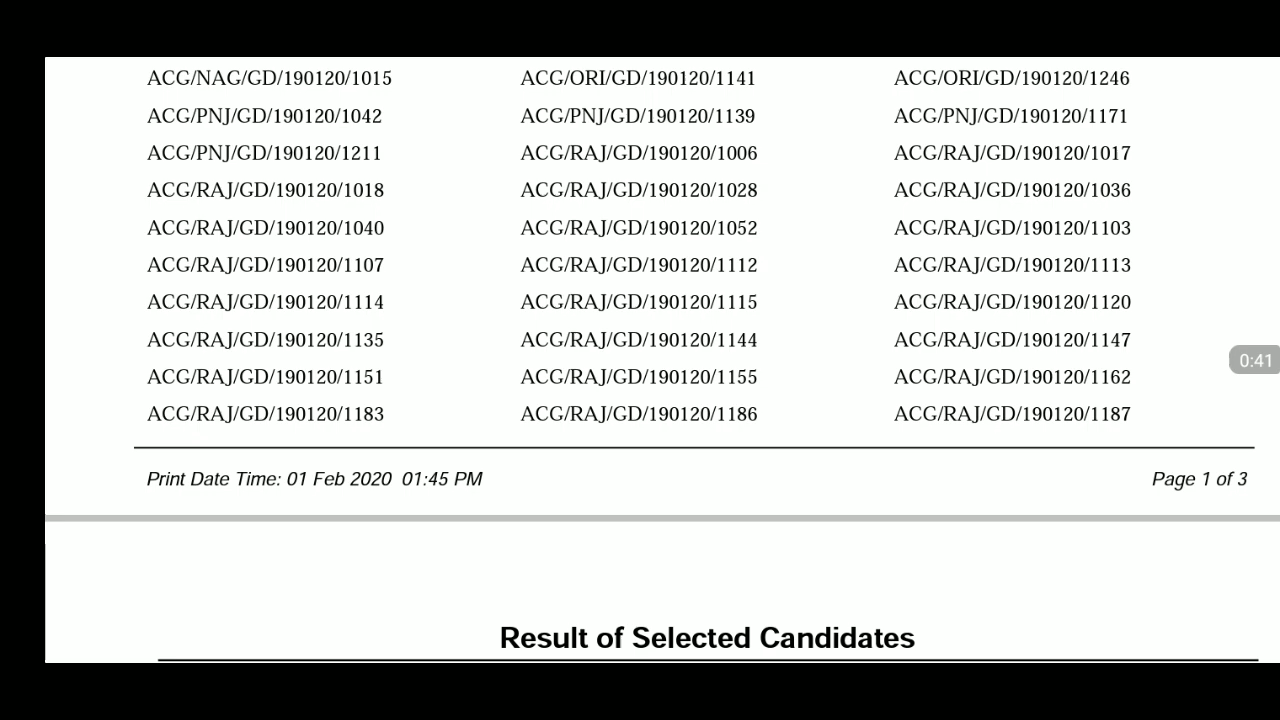 ACG/NAG/GD/190120/1015 ACG/ORI/GD/190120/1141 ACG/ORI/GD/190120/1246
ACG/PNJ/GD/190120/1042 ACG/PNJ/GD/190120/1139 ACG/PNJ/GD/190120/1171
ACG/PNJ/GD/190120/1211 ACG/RAJ/GD/190120/1006 ACG/RAJ/GD/190120/1017
ACG/RAJ/GD/190120/1018 ACG/RAJ/GD/190120/1028 ACG/RAJ/GD/190120/1036
ACG/RAJ/GD/190120/1040 ACG/RAJ/GD/190120/1052 ACG/RAJ/GD/190120/1103
ACG/RAJ/GD/190120/1107 ACG/RAJ/GD/190120/1112 ACG/RAJ/GD/190120/1113
ACG/RAJ/GD/190120/1114 ACG/RAJ/GD/190120/1115 ACG/RAJ/GD/190120/1120
ACG/RAJ/GD/190120/1135 ACG/RAJ/GD/190120/1144 ACG/RAJ/GD/190120/1147
0:41
ACG/RAJ/GD/190120/1151 ACG/RAJ/GD/190120/1155 ACG/RAJ/GD/190120/1162
ACG/RAJ/GD/190120/1183 ACG/RAJ/GD/190120/1186 ACG/RAJ/GD/190120/1187
Print Date Time: 01 Feb 2020 01:45 PM Page 1 of 3
Result of Selected Candidates